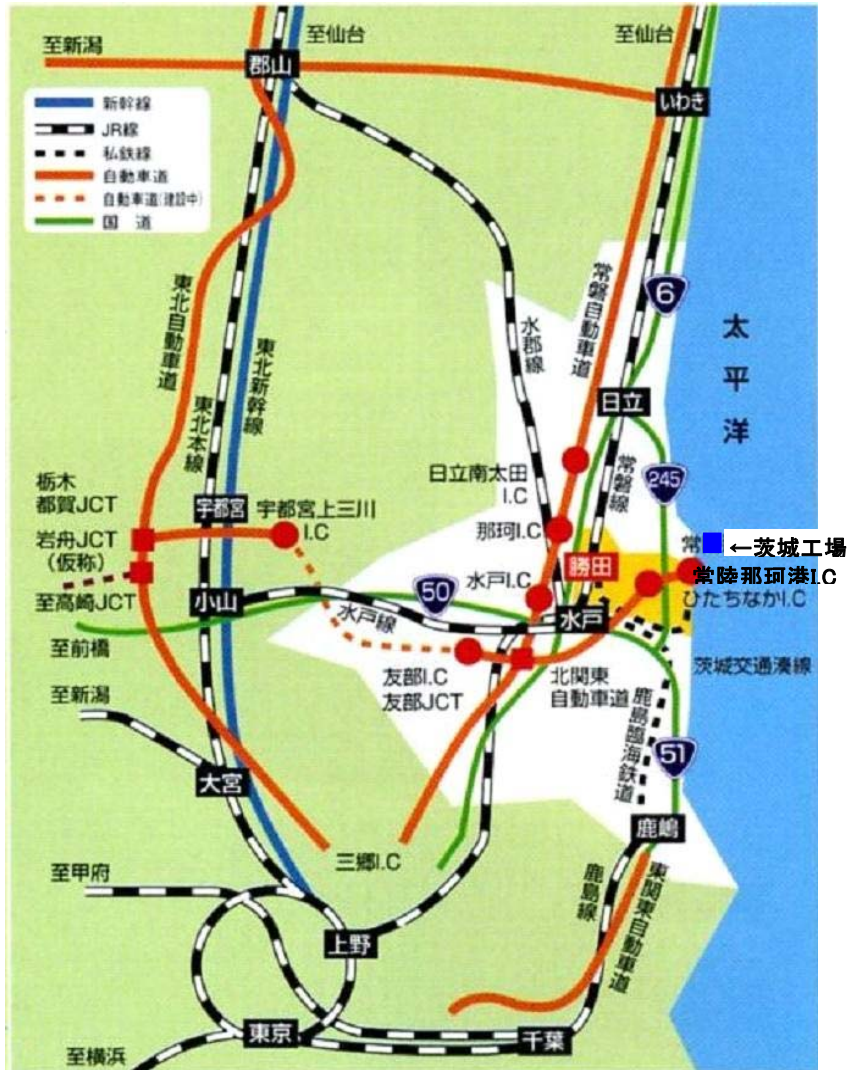 至新潟
至仙台
至仙台
郡山
いわき
新幹線
JR線
私鉄線
自動車道
自動車道(建設中)
国　道
6
太平洋
常磐自動車道
水郡線
東北自動車道
東北新幹線
東北本線
日立
常磐線
日立南太田
I.C
245
栃木
都賀JCT
宇都宮
宇都宮上三川
I.C
那珂I.C
岩舟JCT
(仮称)
常
←茨城工場
勝田
常陸那珂港I.C
水戸I.C
ひたちなかI.C
50
至高崎JCT
小山
水戸線
水戸
至前橋
友部I.C
友部JCT
北関東
自動車道
茨城交通湊線
鹿島臨海鉄道
至新潟
51
大宮
鹿嶋
三郷I.C
至甲府
鹿島線
東関東自動車道
上野
東京
千葉
至横浜